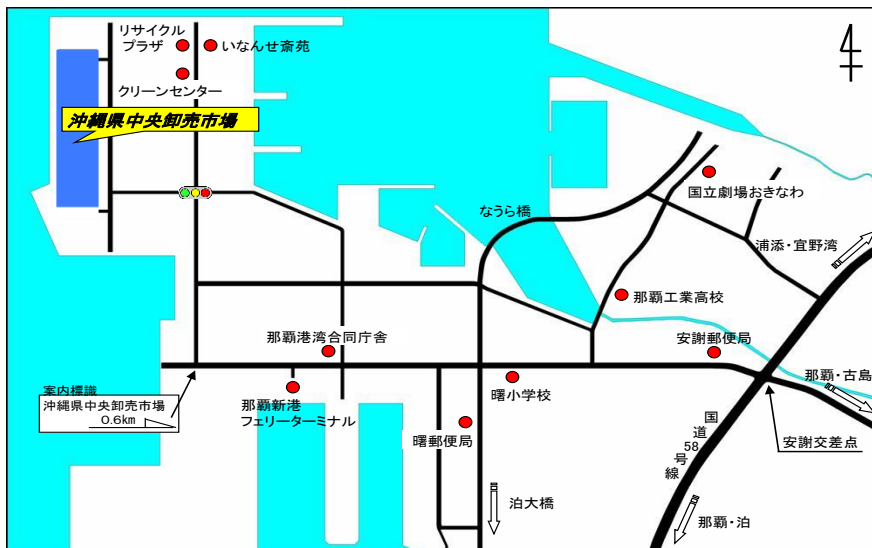 リサイクル
プラザ
いなんせ斎苑
クリーンセンター
沖縄県中央卸売市場
国立劇場おきなわ
なうら橋
浦添・宜野湾
那覇工業高校
那覇港湾合同庁舎
安謝郵便局
案内標識
沖縄県中央卸売市場
0.6km
那覇新港
フェリーターミナル
曙小学校
那覇・古島
曙郵便局
国道58号線
安謝交差点
泊大橋
那覇・泊